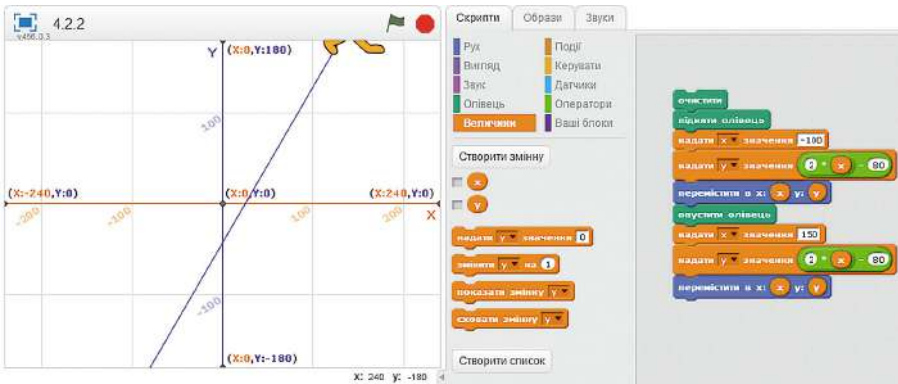 4.2.2
v456.0.3
Y
(X:0,Y:180)
100
(X:-240,Y:0)
(X:0,Y:0)
(X:240,Y:0)
-200
-100
100
200
X
-100
(X:0,Y:-180)
x: 240 y: -180
Скрипти
Образи
Звуки
Рух
Події
Вигляд
Керувати
Звук
Датчики
Олівець
Оператори
Величини
Ваші блоки
Створити змінну
x
y
надати y значення 0
змінити y на 1
показати змінну y
сховати змінну y
Створити список
очистити
підняти олівець
надати x значення -100
надати y значення 2 * x - 80
перемістити в x: x y: y
опустити олівець
надати x значення 150
надати y значення 2 * x - 80
перемістити в x: x y: y